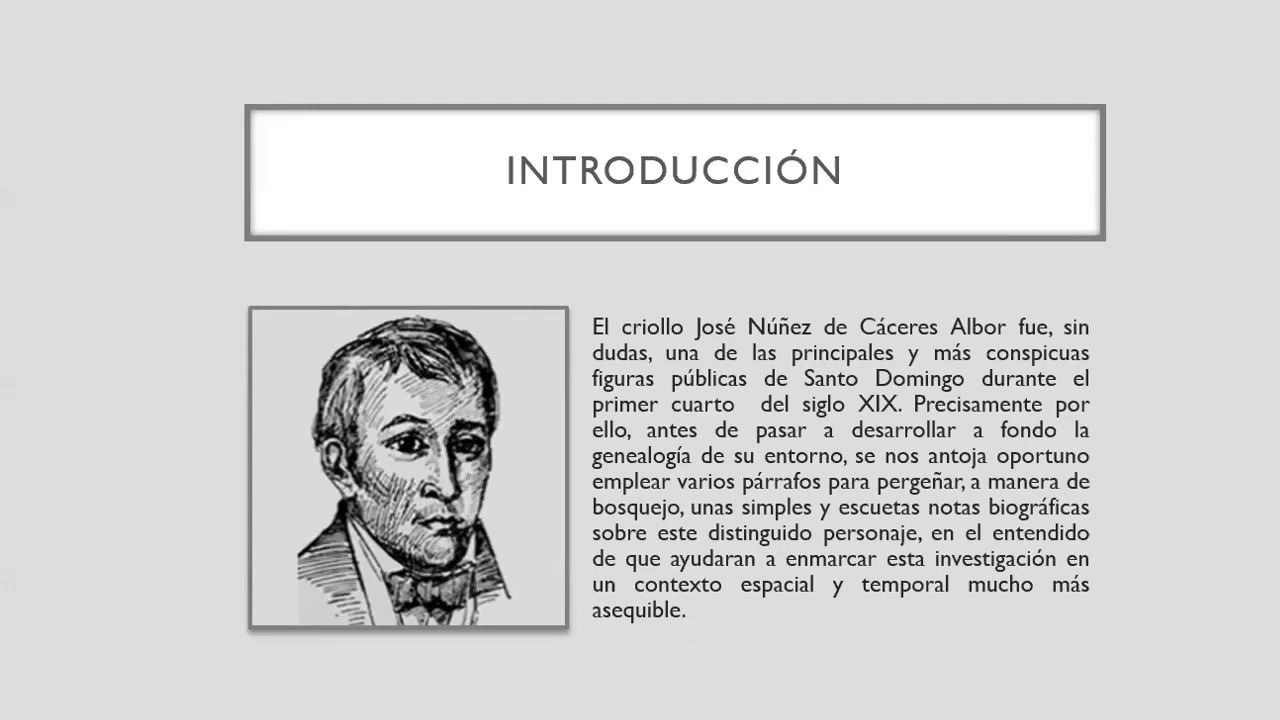 INTRODUCCIÓN
El criollo José Núñez de Cáceres Albor fue, sin
dudas, una de las principales y más conspicuas
figuras públicas de Santo Domingo durante el
primer cuarto del siglo XIX. Precisamente por
ello, antes de pasar a desarrollar a fondo la
genealogía de su entorno, se nos antoja oportuno
emplear varios párrafos para pergeñar, a manera de
bosquejo, unas simples y escuetas notas biográficas
sobre este distinguido personaje, en el entendido
de que ayudaran a enmarcar esta investigación en
un contexto espacial y temporal mucho más
asequible.